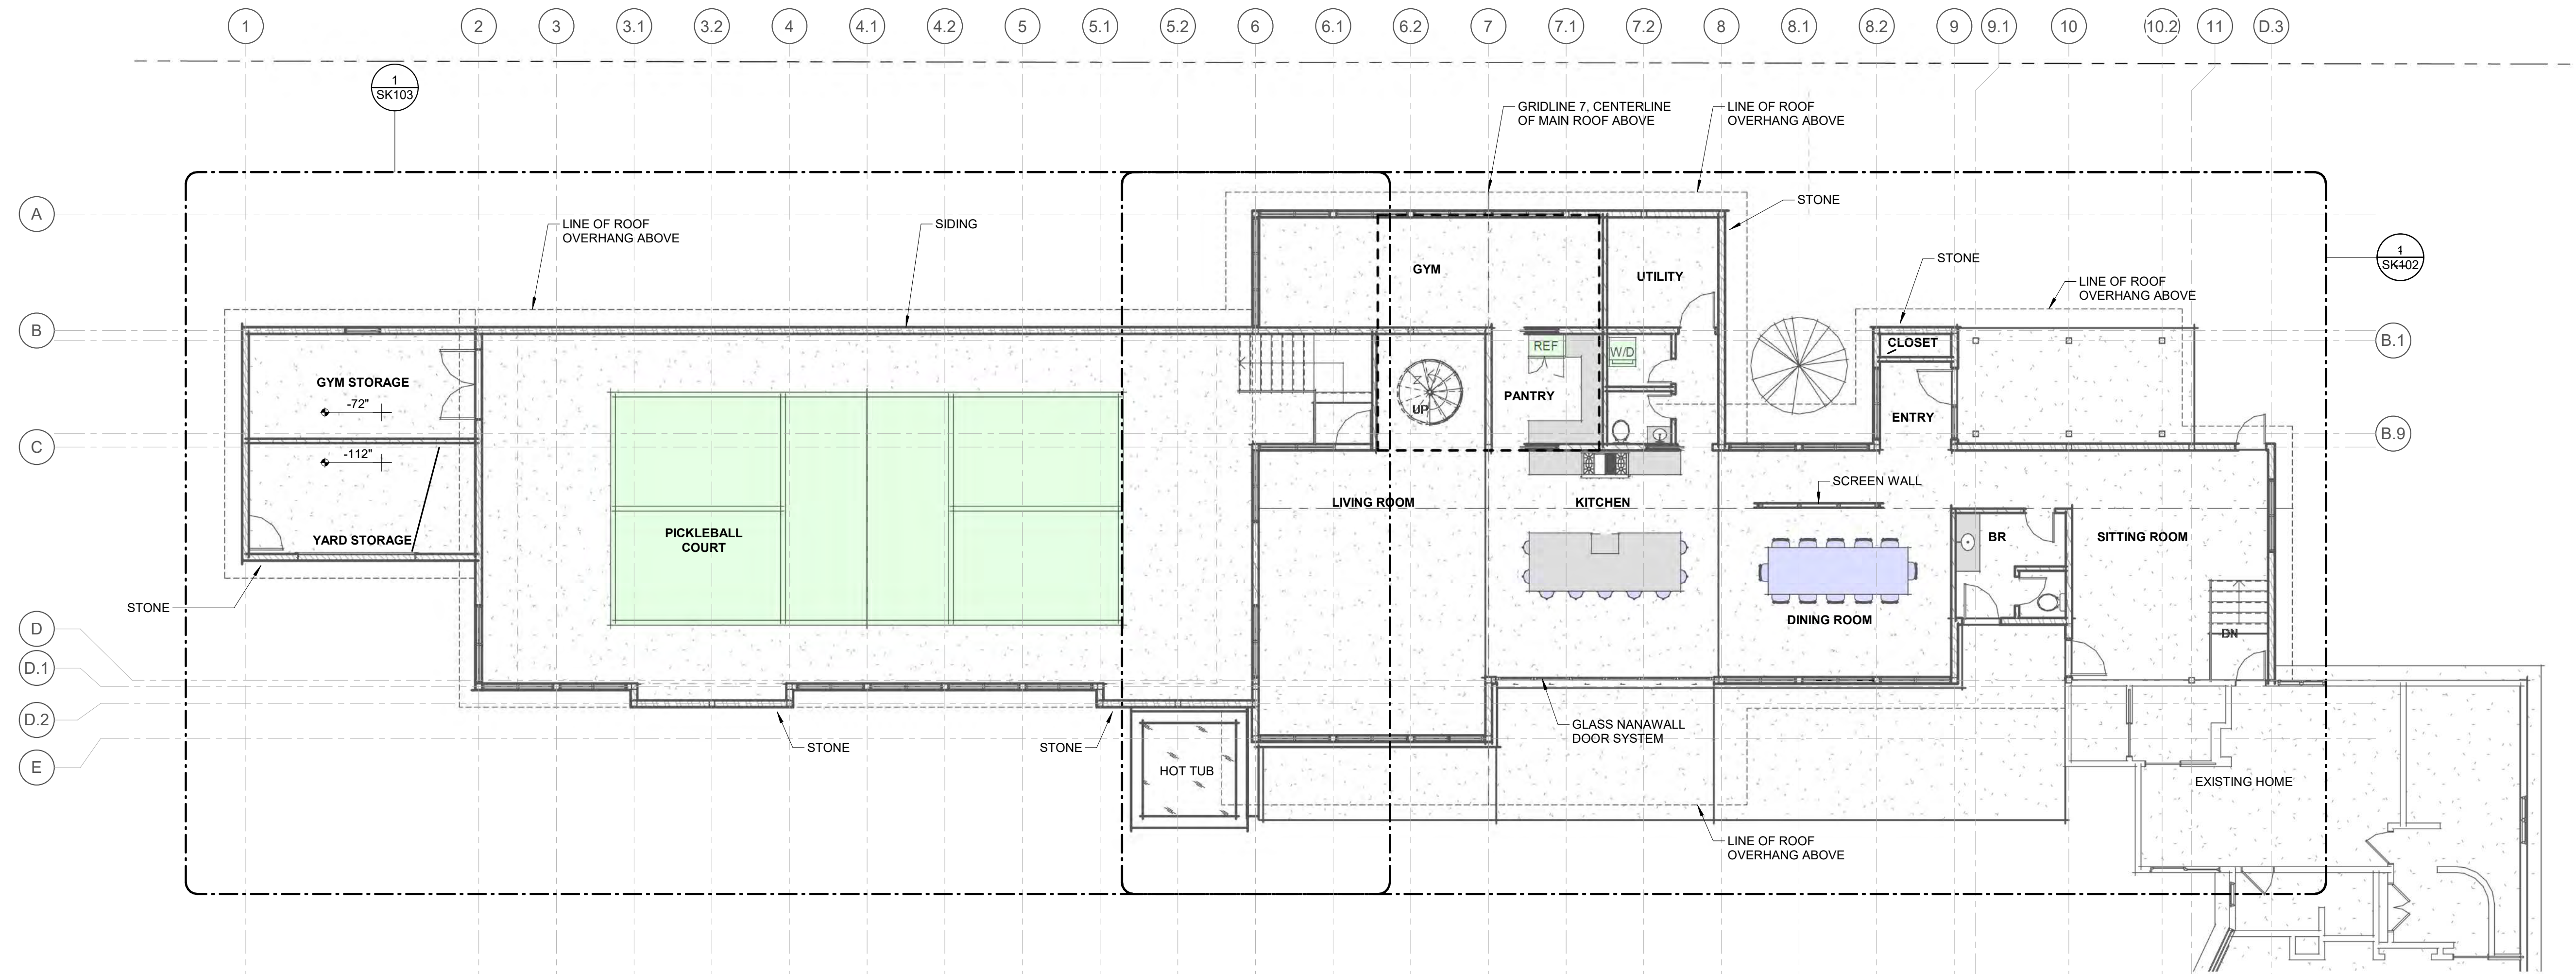 1 2 3 3.1 3.2 4 4.1 4.2 5 5.1 5.2 6 6.1 6.2 7 7.1 7.2 8 8.1 8.2 9 9.1 10 10.2 11 D.3
1
SK103
GRIDLINE 7, CENTERLINE
OF MAIN ROOF ABOVE
LINE OF ROOF
OVERHANG ABOVE
STONE
A
LINE OF ROOF
OVERHANG ABOVE
SIDING
1
SK102
STONE
GYM
UTILITY
LINE OF ROOF
OVERHANG ABOVE
B
B.1
CLOSET
REF
W/D
GYM STORAGE
-72"
UP
PANTRY
ENTRY
C
B.9
-112"
SCREEN WALL
LIVING ROOM
KITCHEN
YARD STORAGE
PICKLEBALL
COURT
BR
SITTING ROOM
STONE
DINING ROOM
D
DN
D.1
D.2
GLASS NANAWALL
DOOR SYSTEM
STONE
STONE
E
HOT TUB
EXISTING HOME
LINE OF ROOF
OVERHANG ABOVE